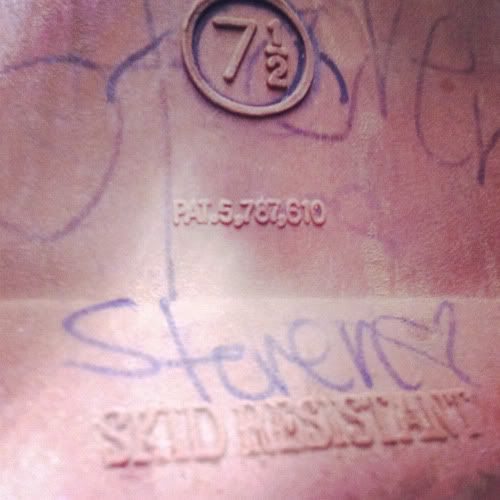 7 1/2
PAT. 5,787,610
Steven ♡
SKID RESISTANT